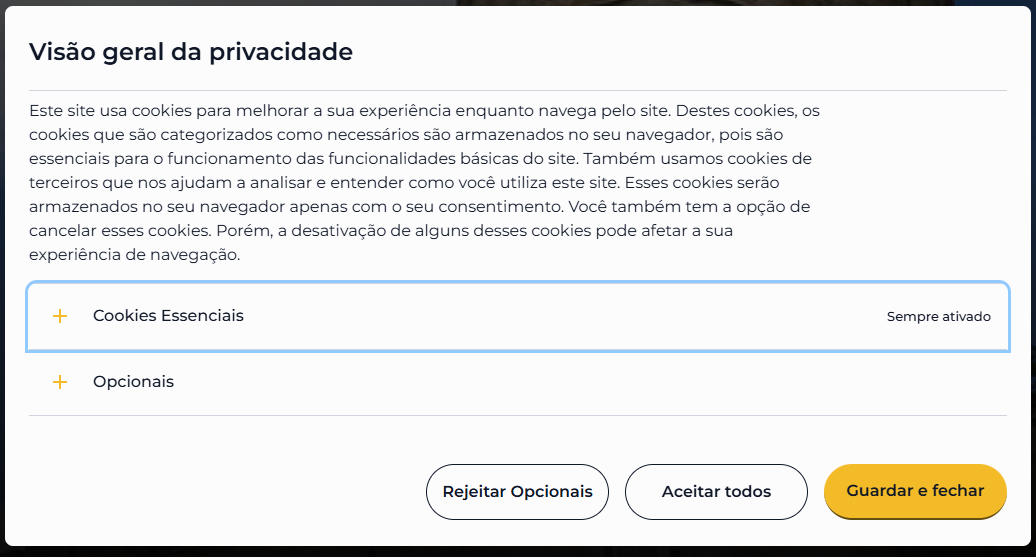 Visão geral da privacidade
Este site usa cookies para melhorar a sua experiência enquanto navega pelo site. Destes cookies, os
cookies que são categorizados como necessários são armazenados no seu navegador, pois são
essenciais para o funcionamento das funcionalidades básicas do site. Também usamos cookies de
terceiros que nos ajudam a analisar e entender como você utiliza este site. Esses cookies serão
armazenados no seu navegador apenas com o seu consentimento. Você também tem a opção de
cancelar esses cookies. Porém, a desativação de alguns desses cookies pode afetar a sua
experiência de navegação.
Cookies Essenciais Sempre ativado
Opcionais
Rejeitar Opcionais Aceitar todos Guardar e fechar